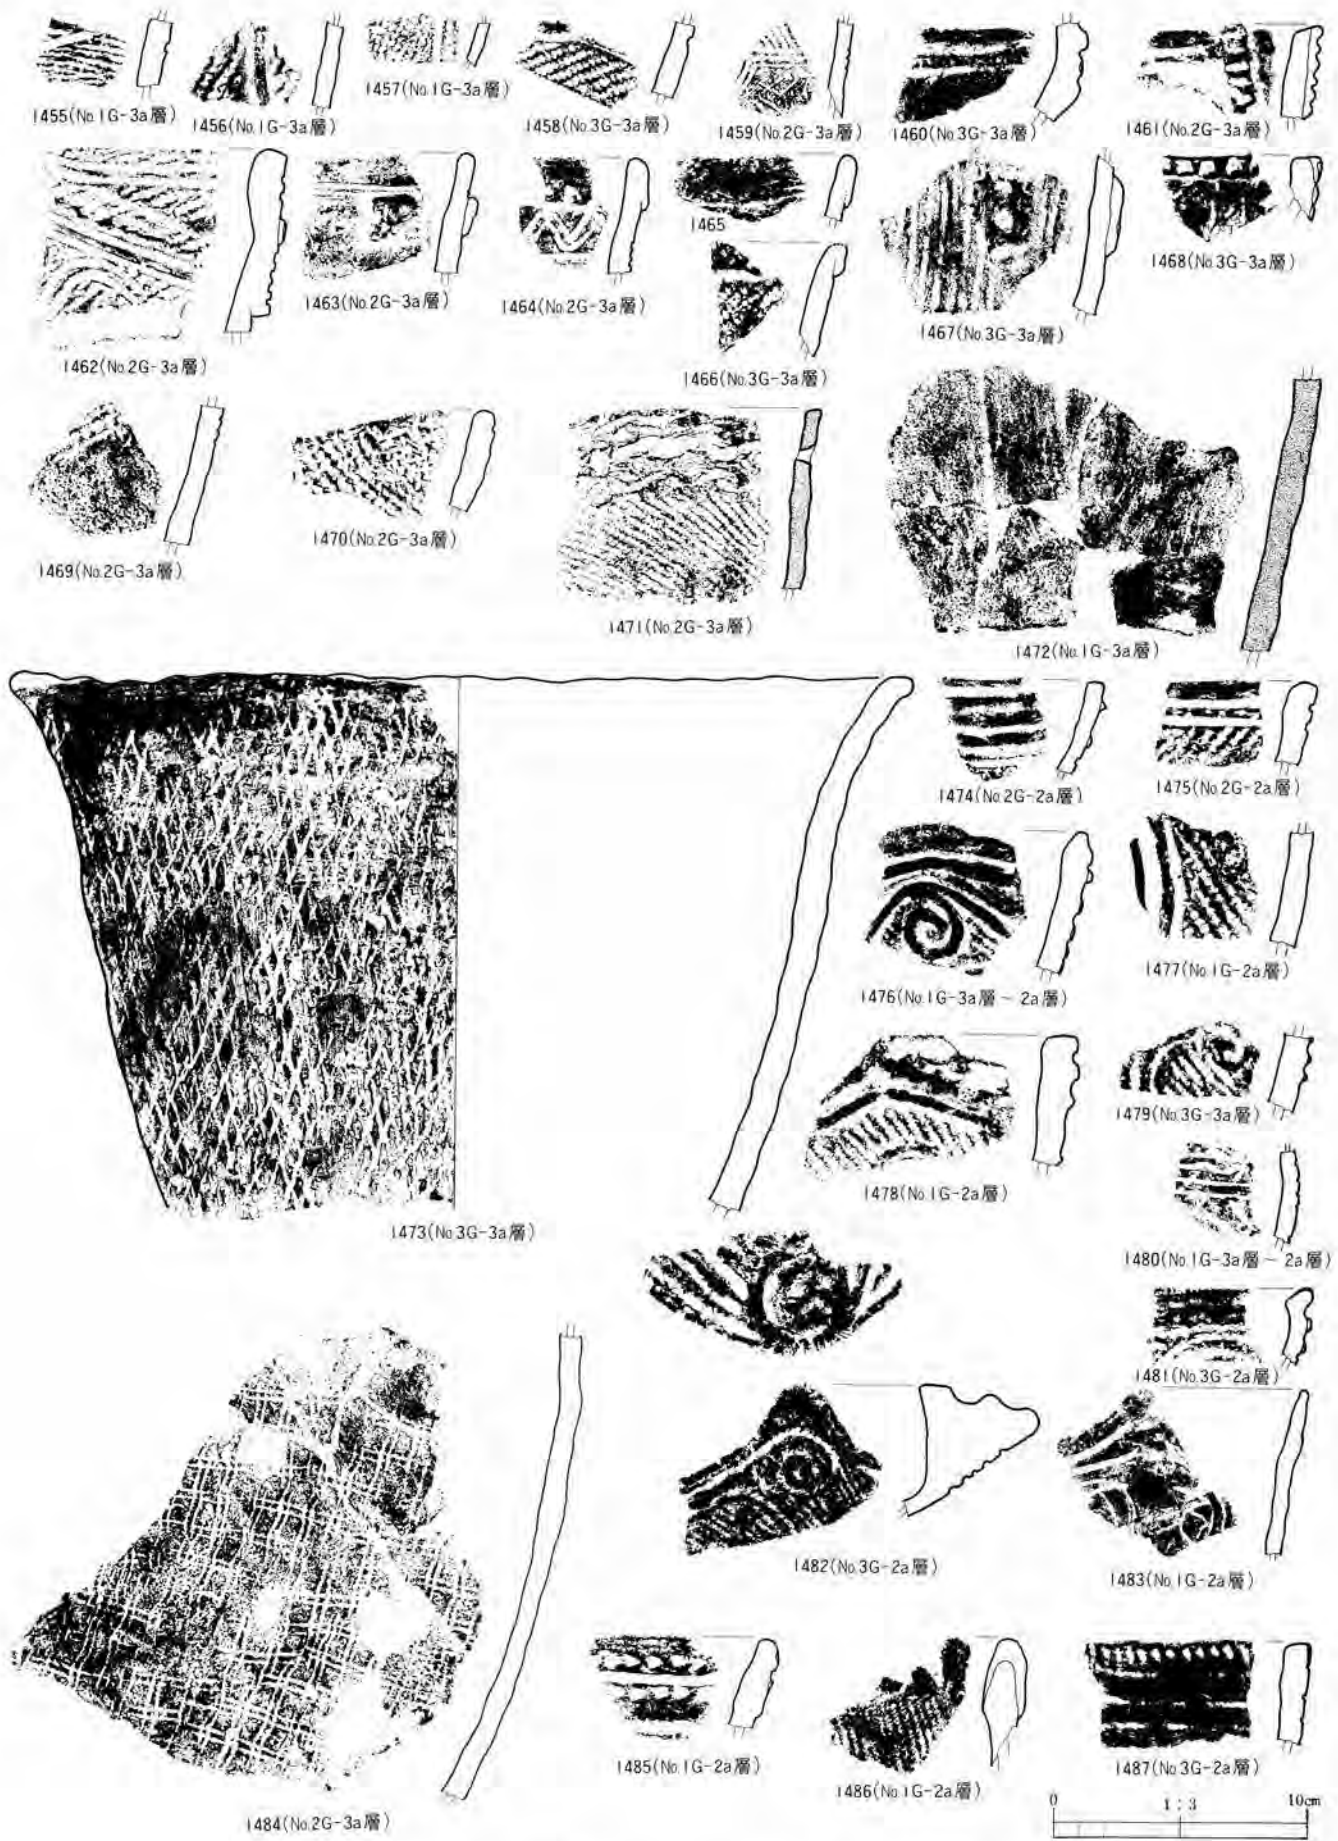 1455(No.1G-3a層)
1456(No.1G-3a層)
1457(No.1G-3a層)
1458(No.3G-3a層)
1459(No.2G-3a層)
1460(No.3G-3a層)
1461(No.2G-3a層)
1462(No.2G-3a層)
1463(No.2G-3a層)
1464(No.2G-3a層)
1465
1466(No.3G-3a層)
1467(No.3G-3a層)
1468(No.3G-3a層)
1469(No.2G-3a層)
1470(No.2G-3a層)
1471(No.2G-3a層)
1472(No.1G-3a層)
1473(No.3G-3a層)
1474(No.2G-2a層)
1475(No.2G-2a層)
1476(No.1G-3a層~2a層)
1477(No.1G-2a層)
1478(No.1G-2a層)
1479(No.3G-3a層)
1480(No.1G-3a層~2a層)
1481(No.3G-2a層)
1482(No.3G-2a層)
1483(No.1G-2a層)
1484(No.2G-3a層)
1485(No.1G-2a層)
1486(No.1G-2a層)
1487(No.3G-2a層)
0 1:3 10cm